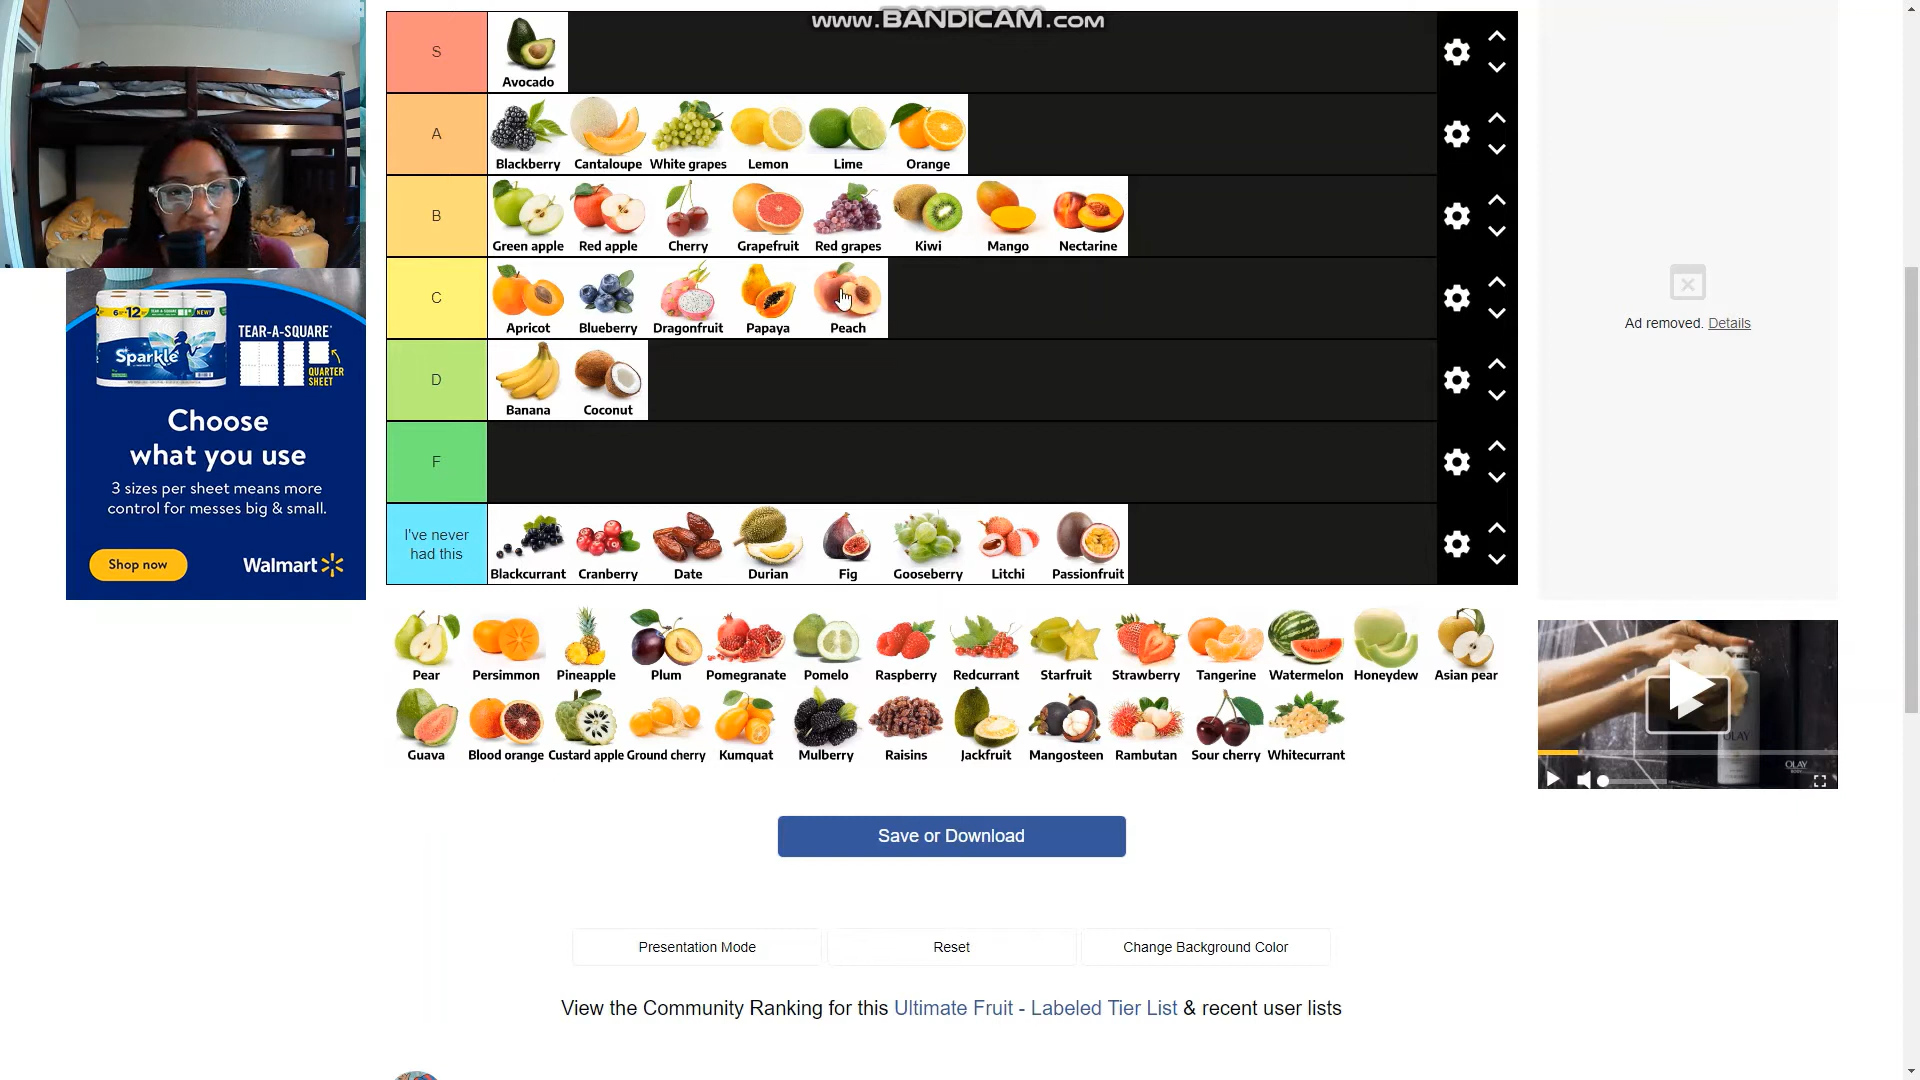 www.BANDICAM.com
S
Avocado
A
Blackberry Cantaloupe White grapes Lemon Lime Orange
B
Green apple Red apple Cherry Grapefruit Red grapes Kiwi Mango Nectarine
C
Apricot Blueberry Dragonfruit Papaya Peach
D
Banana Coconut
F
I've never
had this
Blackcurrant Cranberry Date Durian Fig Gooseberry Litchi Passionfruit
Pear Persimmon Pineapple Plum Pomegranate Pomelo Raspberry Redcurrant Starfruit Strawberry Tangerine Watermelon Honeydew Asian pear
Guava Blood orange Custard apple Ground cherry Kumquat Mulberry Raisins Jackfruit Mangosteen Rambutan Sour cherry Whitecurrant
Save or Download
Presentation Mode Reset Change Background Color
View the Community Ranking for this Ultimate Fruit - Labeled Tier List & recent user lists
6=12
NEW!
Sparkle
TEAR-A-SQUARE
QUARTER
SHEET
Choose
what you use
3 sizes per sheet means more
control for messes big & small.
Shop now
Walmart
Ad removed. Details
OLAY
OLAY